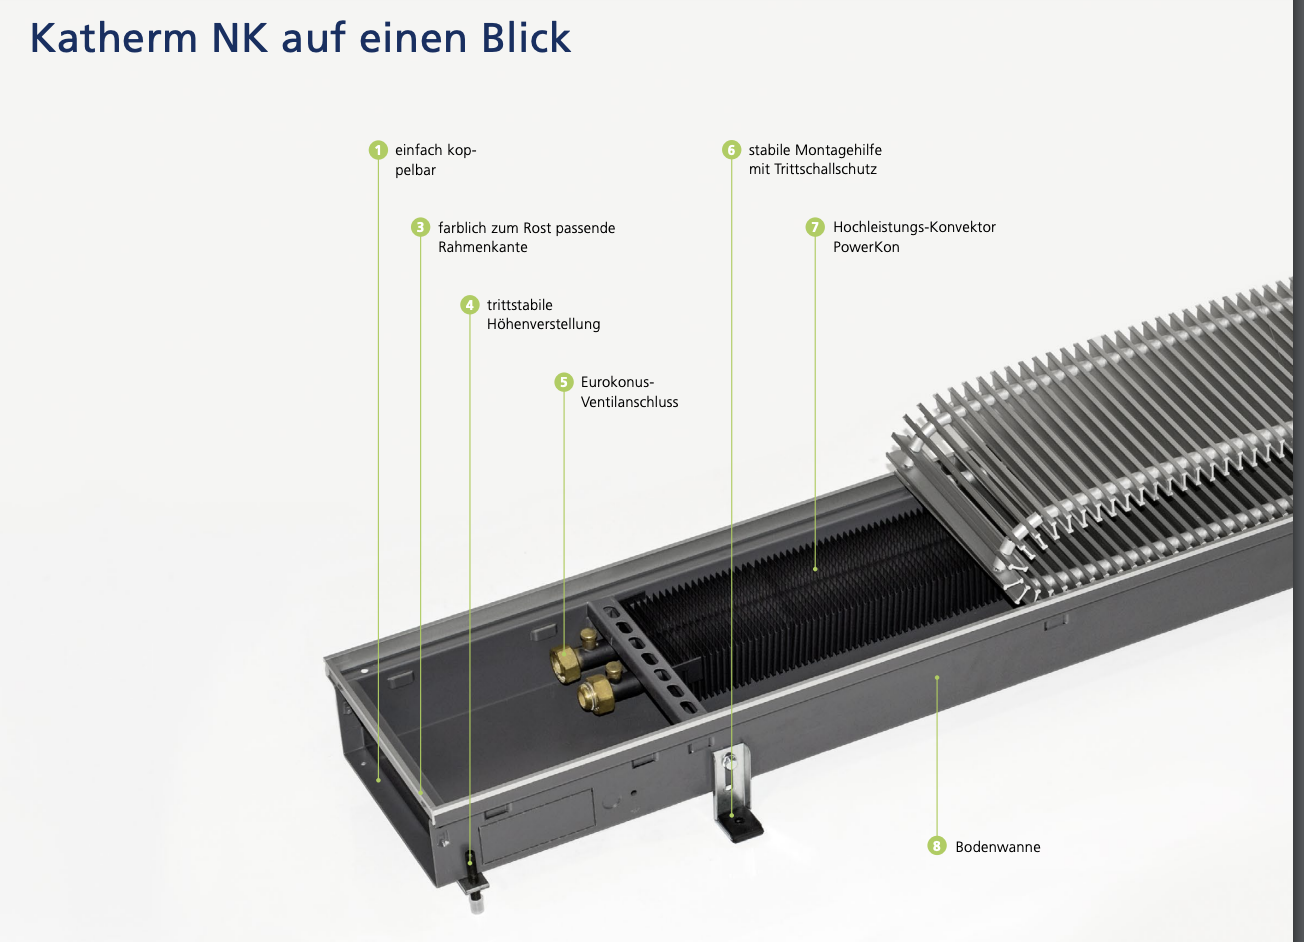 Katherm NK auf einen Blick
1 einfach kop-
pelbar
3 farblich zum Rost passende
Rahmenkante
4 trittstabile
Höhenverstellung
5 Eurokonus-
Ventilanschluss
6 stabile Montagehilfe
mit Trittschallschutz
7 Hochleistungs-Konvektor
PowerKon
8 Bodenwanne